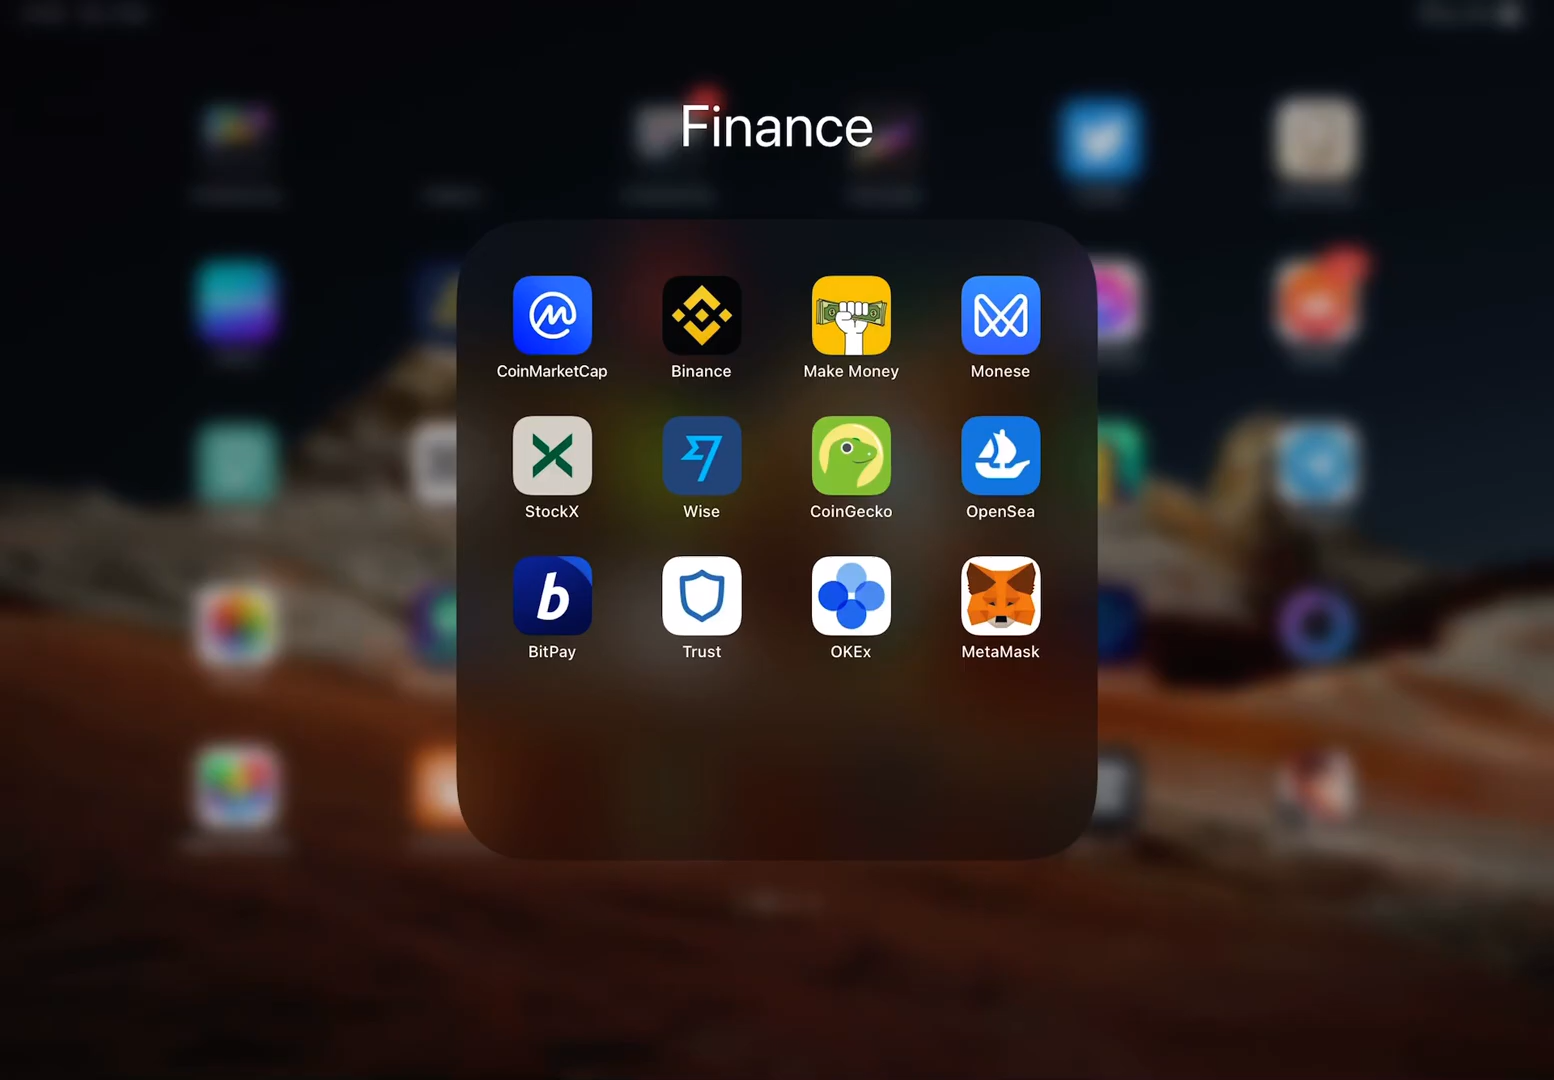 Finance
CoinMarketCap Binance Make Money Monese
StockX Wise CoinGecko OpenSea
BitPay Trust OKEx MetaMask